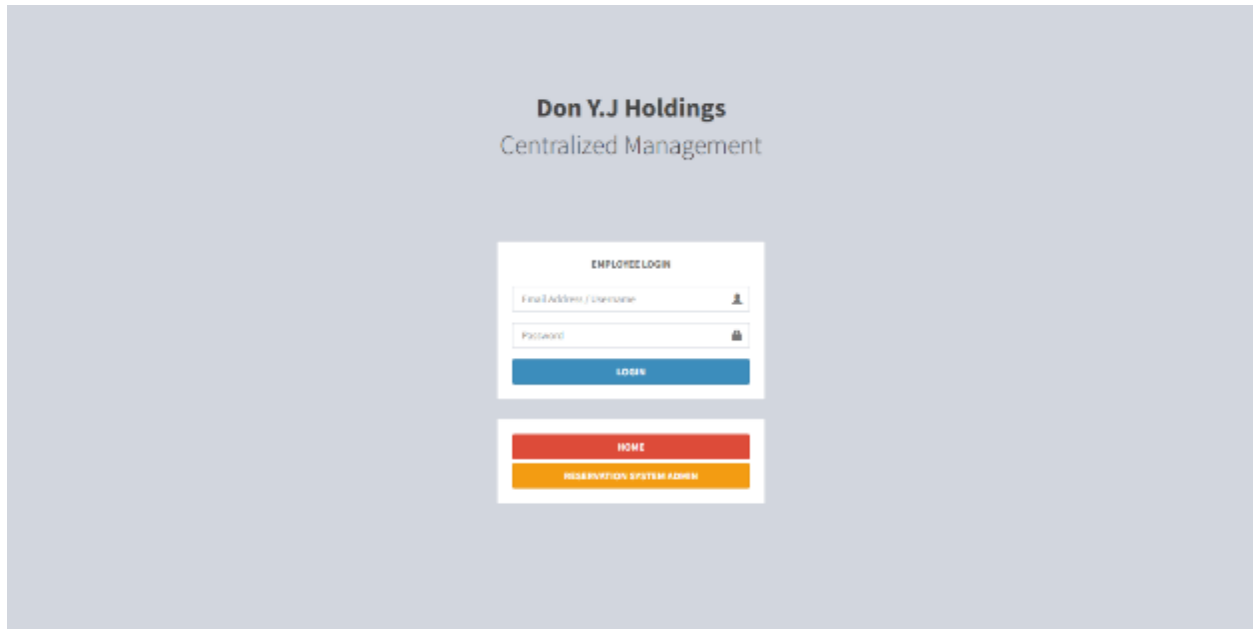 Don Y.J Holdings
Centralized Management
EMPLOYEE LOGIN
Email Address / Username
Password
LOGIN
HOME
RESERVATION SYSTEM ADMIN